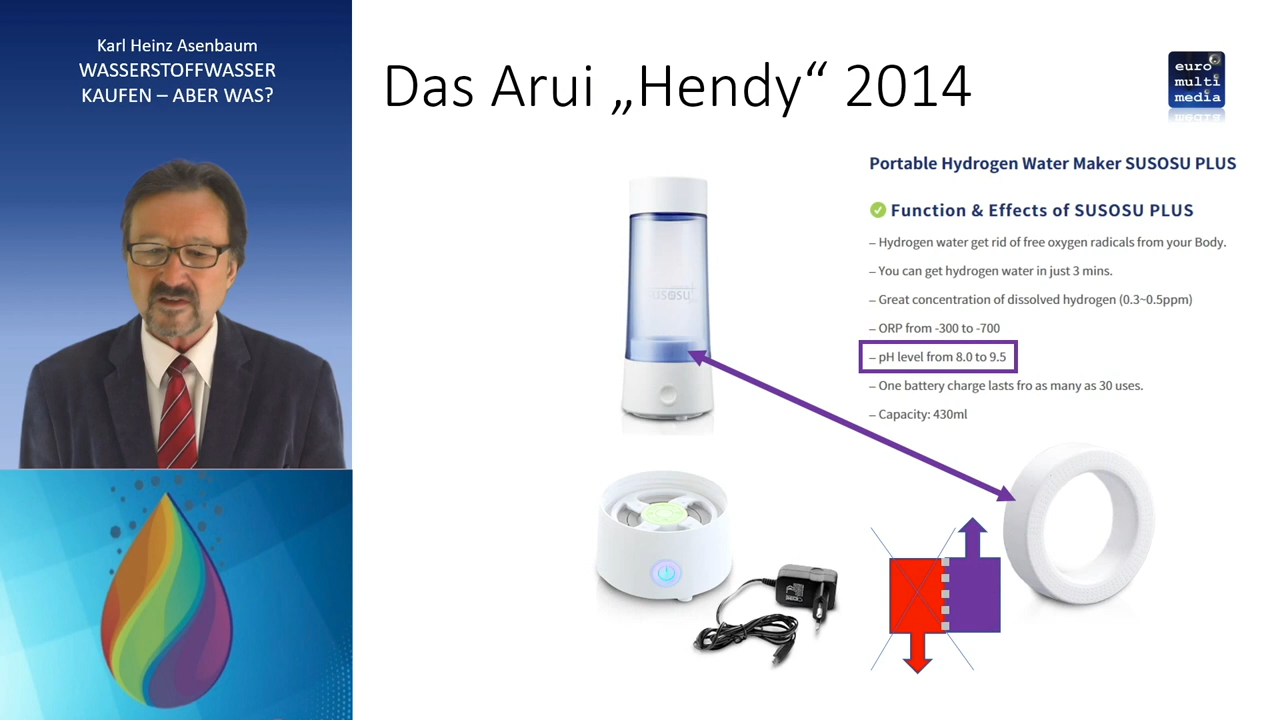 Karl Heinz Asenbaum
WASSERSTOFFWASSER
KAUFEN – ABER WAS?
Das Arui „Hendy“ 2014
euro
multi
media
Portable Hydrogen Water Maker SUSOSU PLUS
Function & Effects of SUSOSU PLUS
– Hydrogen water get rid of free oxygen radicals from your Body.
– You can get hydrogen water in just 3 mins.
– Great concentration of dissolved hydrogen (0.3~0.5ppm)
– ORP from -300 to -700
– pH level from 8.0 to 9.5
– One battery charge lasts fro as many as 30 uses.
– Capacity: 430ml
SUSOSU